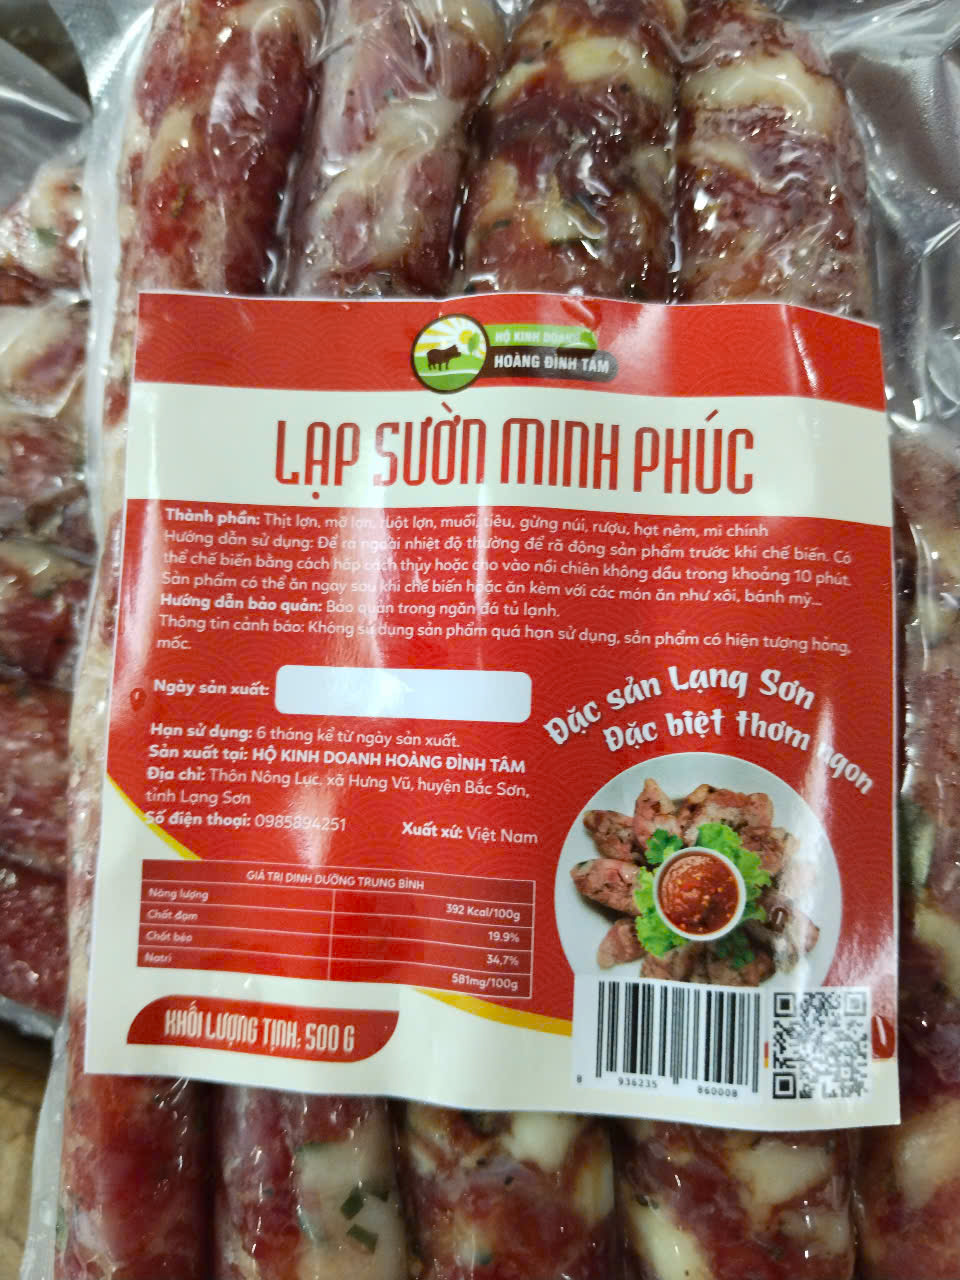 HỘ KINH DOANH
HOÀNG ĐÌNH TÂM
LẠP SƯỜN MINH PHÚC
Thành phần: Thịt lợn, mỡ lợn, ruột lợn, muối, tiêu, gừng núi, rượu, hạt nêm, mì chính
Hướng dẫn sử dụng: Để ra ngoài nhiệt độ thường để rã đông sản phẩm trước khi chế biến. Có
thể chế biến bằng cách hấp cách thủy hoặc cho vào nồi chiên không dầu trong khoảng 10 phút.
Sản phẩm có thể ăn ngay sau khi chế biến hoặc ăn kèm với các món ăn như xôi, bánh mỳ...
Hướng dẫn bảo quản: Bảo quản trong ngăn đá tủ lạnh.
Thông tin cảnh báo: Không sử dụng sản phẩm quá hạn sử dụng, sản phẩm có hiện tượng hỏng,
mốc.
Ngày sản xuất:
Hạn sử dụng: 6 tháng kể từ ngày sản xuất.
Sản xuất tại: HỘ KINH DOANH HOÀNG ĐÌNH TÂM
Địa chỉ: Thôn Nông Lục, xã Hưng Vũ, huyện Bắc Sơn,
tỉnh Lạng Sơn
Số điện thoại: 0985894251 Xuất xứ: Việt Nam
Đặc sản Lạng Sơn
Đặc biệt thơm ngon
GIÁ TRỊ DINH DƯỠNG TRUNG BÌNH
Năng lượng 392 Kcal/100g
Chất đạm 19.9%
Chất béo 34,7%
Natri 581mg/100g
KHỐI LƯỢNG TỊNH: 500 G
8 936235 860008